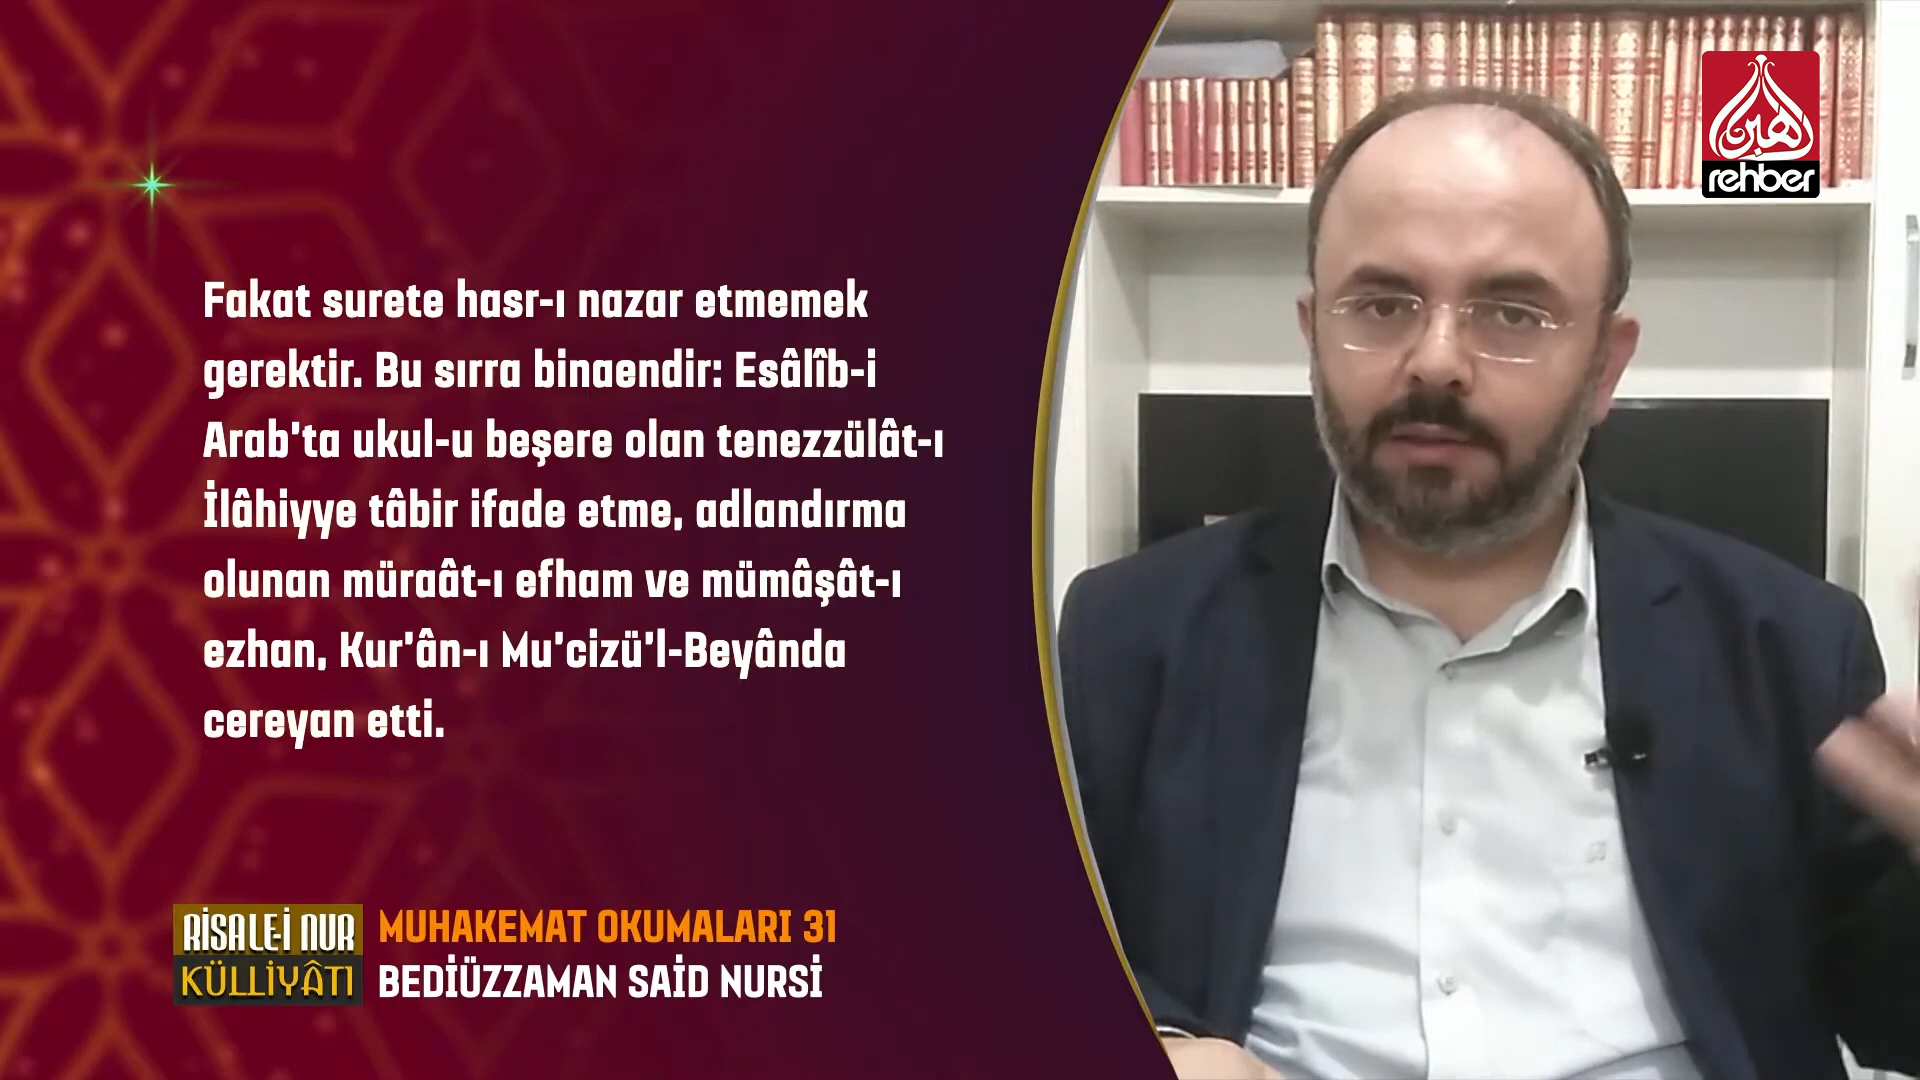 Fakat surete hasr-ı nazar etmemek
gerektir. Bu sırra binaendir: Esâlîb-i
Arab'ta ukul-u beşere olan tenezzülât-ı
İlâhiyye tâbir ifade etme, adlandırma
olunan müraât-ı efham ve mümâşât-ı
ezhan, Kur'ân-ı Mu'cizü'l-Beyânda
cereyan etti.
RİSALE-İ NUR
KÜLLİYÂTI
MUHAKEMAT OKUMALARI 31
BEDİÜZZAMAN SAİD NURSİ
رهبر
rehber